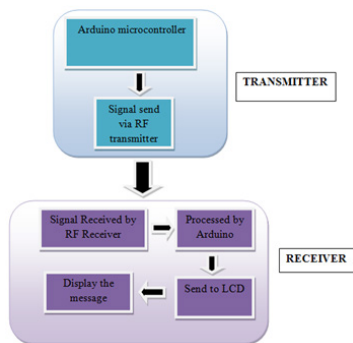 Arduino microcontroller
Signal send
via RF
transmitter
TRANSMITTER
Signal Received by
RF Receiver
Processed by
Arduino
RECEIVER
Display the
message
Send to LCD